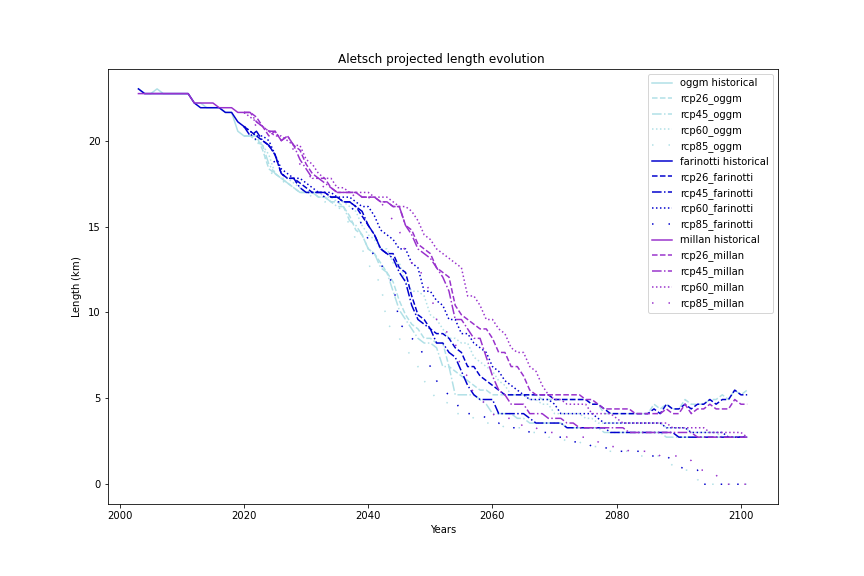 Aletsch projected length evolution
oggm historical
rcp26_oggm
rcp45_oggm
rcp60_oggm
rcp85_oggm
farinotti historical
rcp26_farinotti
rcp45_farinotti
rcp60_farinotti
rcp85_farinotti
millan historical
rcp26_millan
rcp45_millan
rcp60_millan
rcp85_millan
Length (km)
20
15
10
5
0
2000 2020 2040 2060 2080 2100
Years